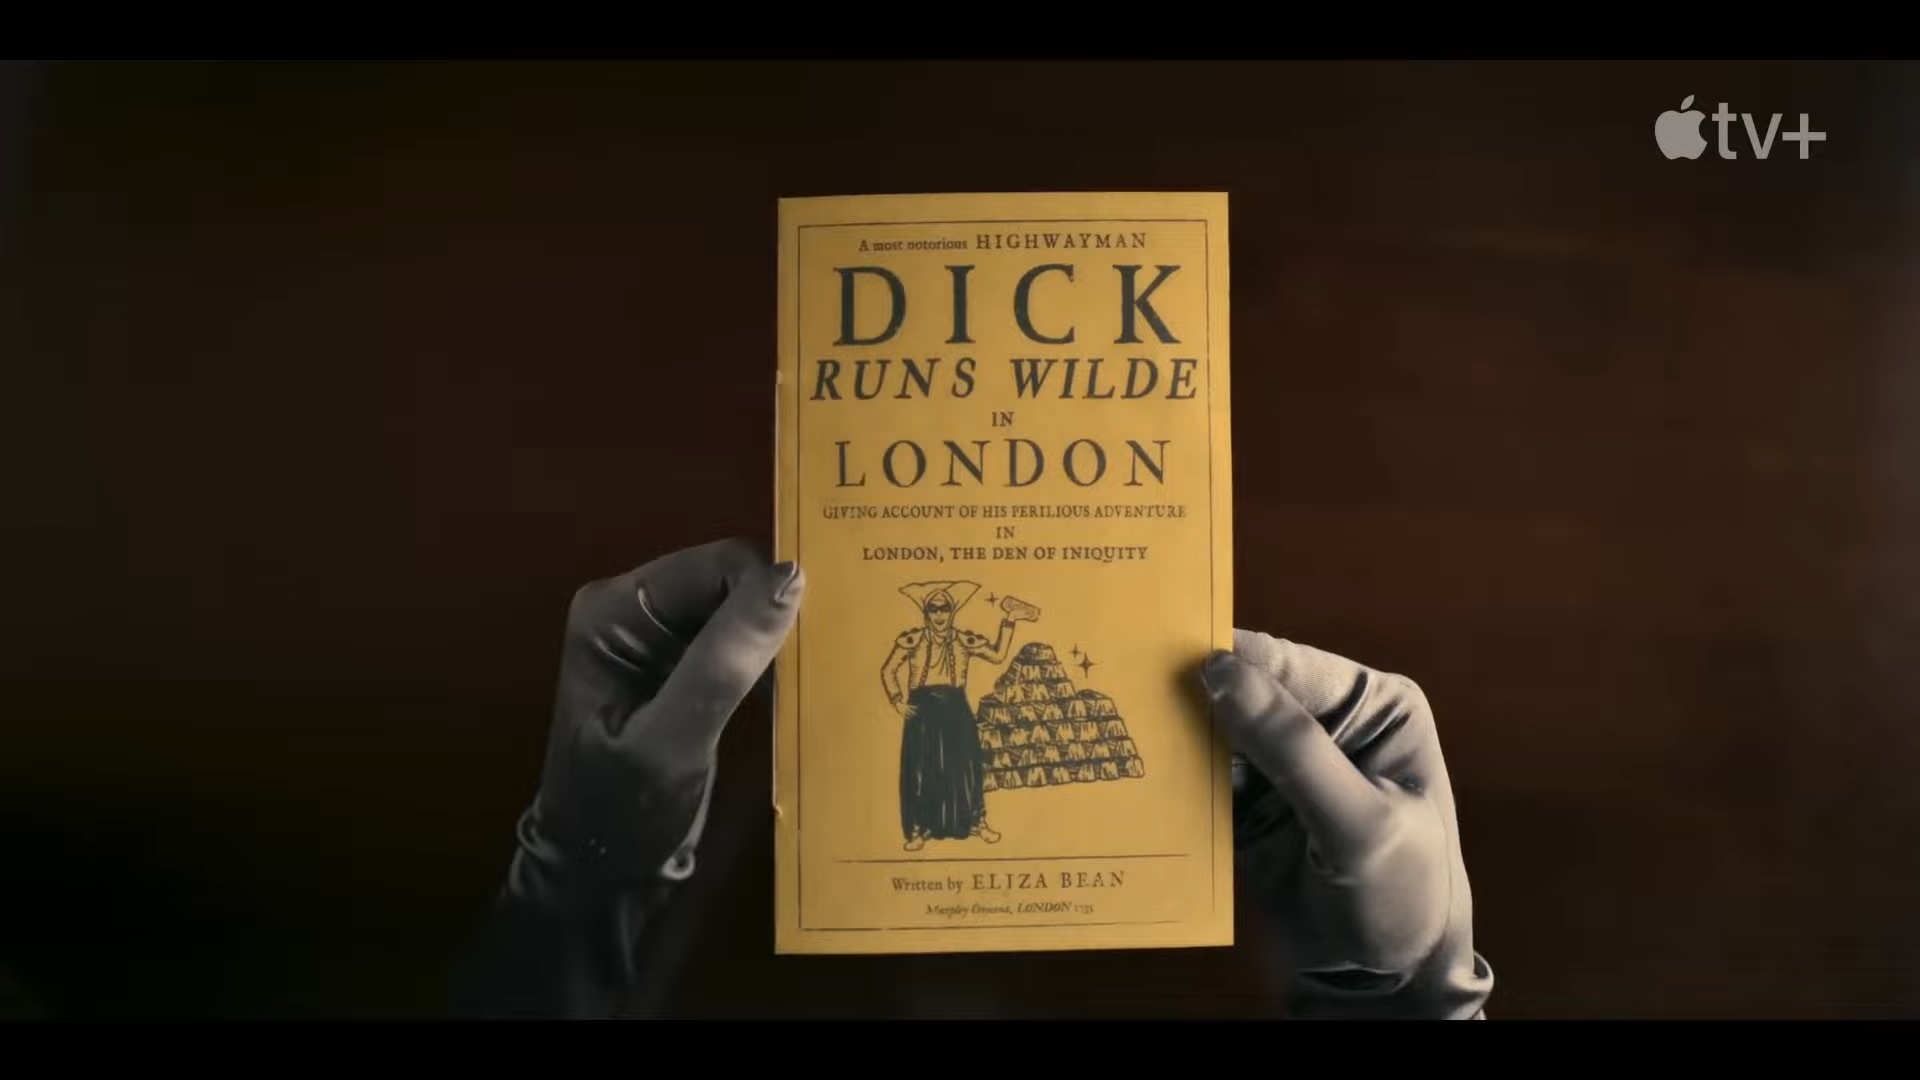 tv+
A most notorious HIGHWAYMAN
DICK
RUNS WILDE
IN
LONDON
GIVING ACCOUNT OF HIS PERILIOUS ADVENTURE
IN
LONDON, THE DEN OF INIQUITY
Written by ELIZA BEAN
LONDON